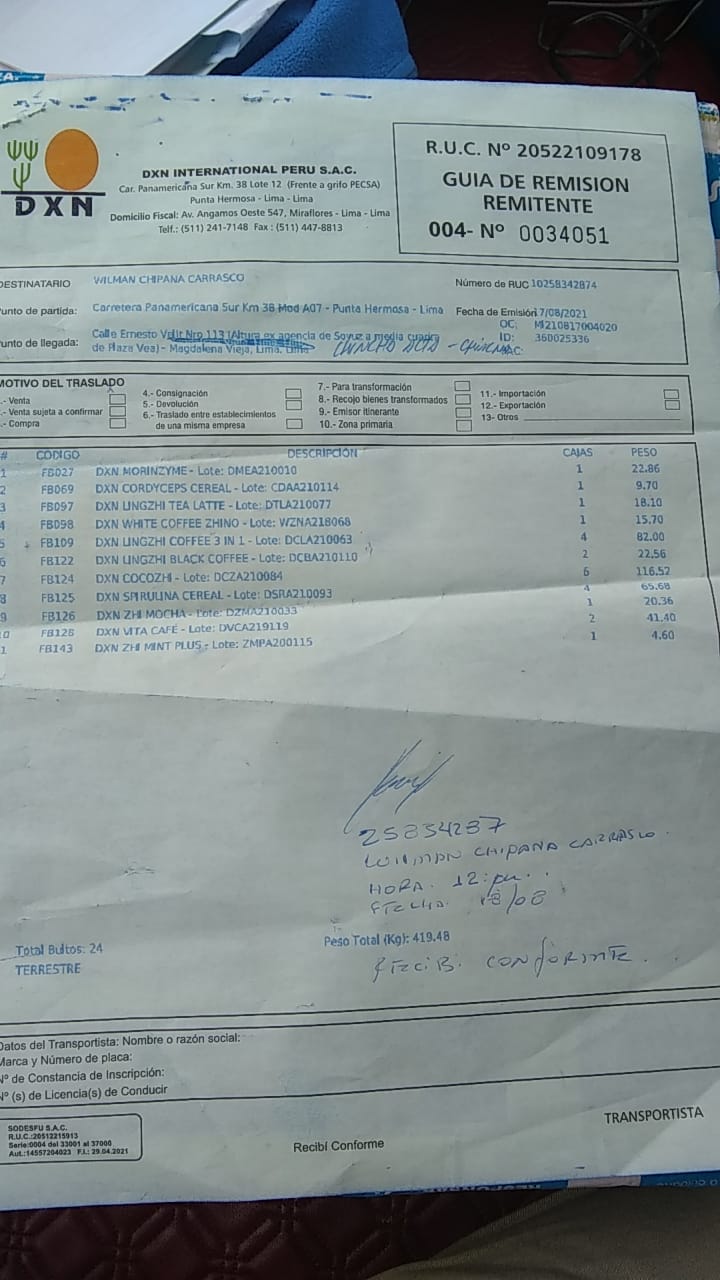 DXN
DXN INTERNATIONAL PERU S.A.C.
Car. Panamericana Sur Km. 38 Lote 12 (Frente a grifo PECSA)
Punta Hermosa - Lima - Lima
Domicilio Fiscal: Av. Angamos Oeste 547, Miraflores - Lima - Lima
Telf.: (511) 241-7148 Fax : (511) 447-8813
R.U.C. Nº 20522109178
GUIA DE REMISION
REMITENTE
004- Nº 0034051
DESTINATARIO WILMAN CHIPANA CARRASCO Número de RUC 10258342874
unto de partida: Carretera Panamericana Sur Km 38 Mod A07 - Punta Hermosa - Lima Fecha de Emisión 7/08/2021
OC: MI210817004020
unto de llegada: Calle Ernesto Nro 113 (Altura ex agencia de Soyuz a media cuadra ID: 360025336
de Plaza Vea) - Magdalena Vieja, Lima, Lima
MOTIVO DEL TRASLADO
.- Venta 4.- Consignación 7.- Para transformación 11.- Importación
.- Venta sujeta a confirmar 5.- Devolución 8.- Recojo bienes transformados 12.- Exportación
.- Compra 6.- Traslado entre establecimientos 9.- Emisor itinerante 13.- Otros
de una misma empresa 10.- Zona primaria
# CODIGO DESCRIPCIÓN CAJAS PESO
1 FB027 DXN MORINZYME - Lote: DMEA210010 1 22.86
2 FB069 DXN CORDYCEPS CEREAL - Lote: CDAA210114 1 9.70
3 FB097 DXN LINGZHI TEA LATTE - Lote: DTLA210077 1 18.10
4 FB098 DXN WHITE COFFEE ZHINO - Lote: WZNA218068 1 15.70
5 FB109 DXN LINGZHI COFFEE 3 IN 1 - Lote: DCLA210063 4 82.00
6 FB122 DXN LINGZHI BLACK COFFEE - Lote: DCBA210110 2 22.56
7 FB124 DXN COCOZHI - Lote: DCZA210084 6 116.52
8 FB125 DXN SPIRULINA CEREAL - Lote: DSRA210093 4 65.68
9 FB126 DXN ZHI MOCHA - Lote: DZMA210033 1 20.36
0 FB128 DXN VITA CAFÉ - Lote: DVCA219119 2 41.40
1 FB143 DXN ZHI MINT PLUS - Lote: ZMPA200115 1 4.60
25834287
WILMAN CHIPANA CARRASCO.
HORA. 12: pm.
FECHA. 18/08
Total Bultos: 24 Peso Total (Kg): 419.48
TERRESTRE
RECIBI CONFORMTE.
Datos del Transportista: Nombre o razón social:
Marca y Número de placa:
Nº de Constancia de Inscripción:
Nº (s) de Licencia(s) de Conducir
SODESFU S.A.C.
R.U.C.:20512215913
Serie:0004 del 33001 al 37000
Aut.:14557204023 F.I.: 29.04.2021
Recibí Conforme
TRANSPORTISTA